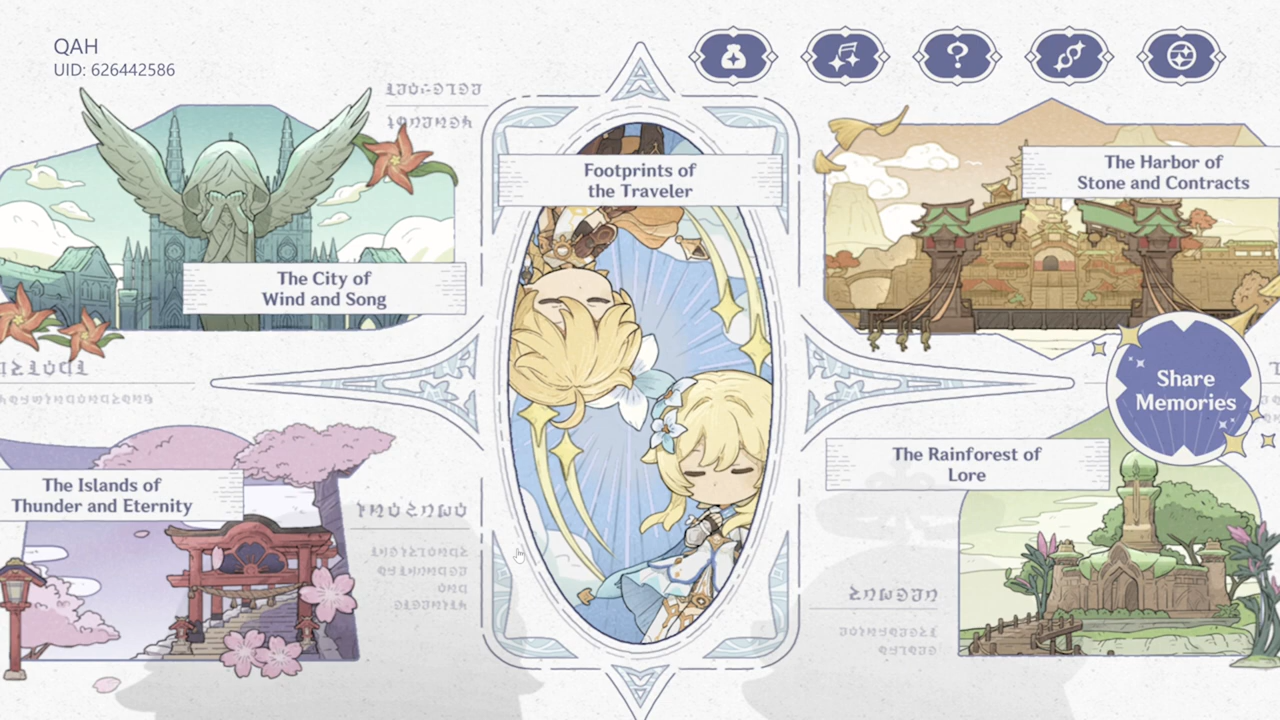 QAH
UID: 626442586
Footprints of
the Traveler
The Harbor of
Stone and Contracts
The City of
Wind and Song
Share
Memories
The Rainforest of
Lore
The Islands of
Thunder and Eternity